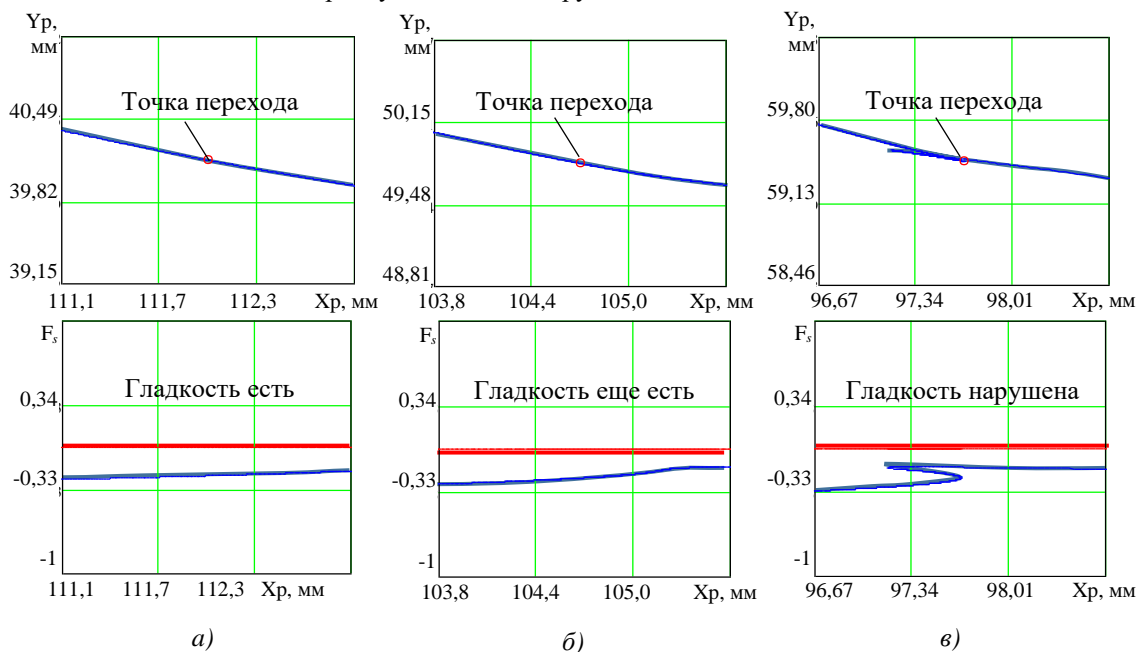 Yp,
мм
40,49
39,82
39,15
Точка перехода
111,1 111,7 112,3 Xp, мм
Yp,
мм
50,15
49,48
48,81
Точка перехода
103,8 104,4 105,0 Xp, мм
Yp,
мм
59,80
59,13
58,46
Точка перехода
96,67 97,34 98,01 Xp, мм
Fs
Гладкость есть
0,34
-0,33
-1
111,1 111,7 112,3 Xp, мм
Fs
Гладкость еще есть
0,34
-0,33
-1
103,8 104,4 105,0 Xp, мм
Fs
Гладкость нарушена
0,34
-0,33
-1
96,67 97,34 98,01 Xp, мм
а) б) в)